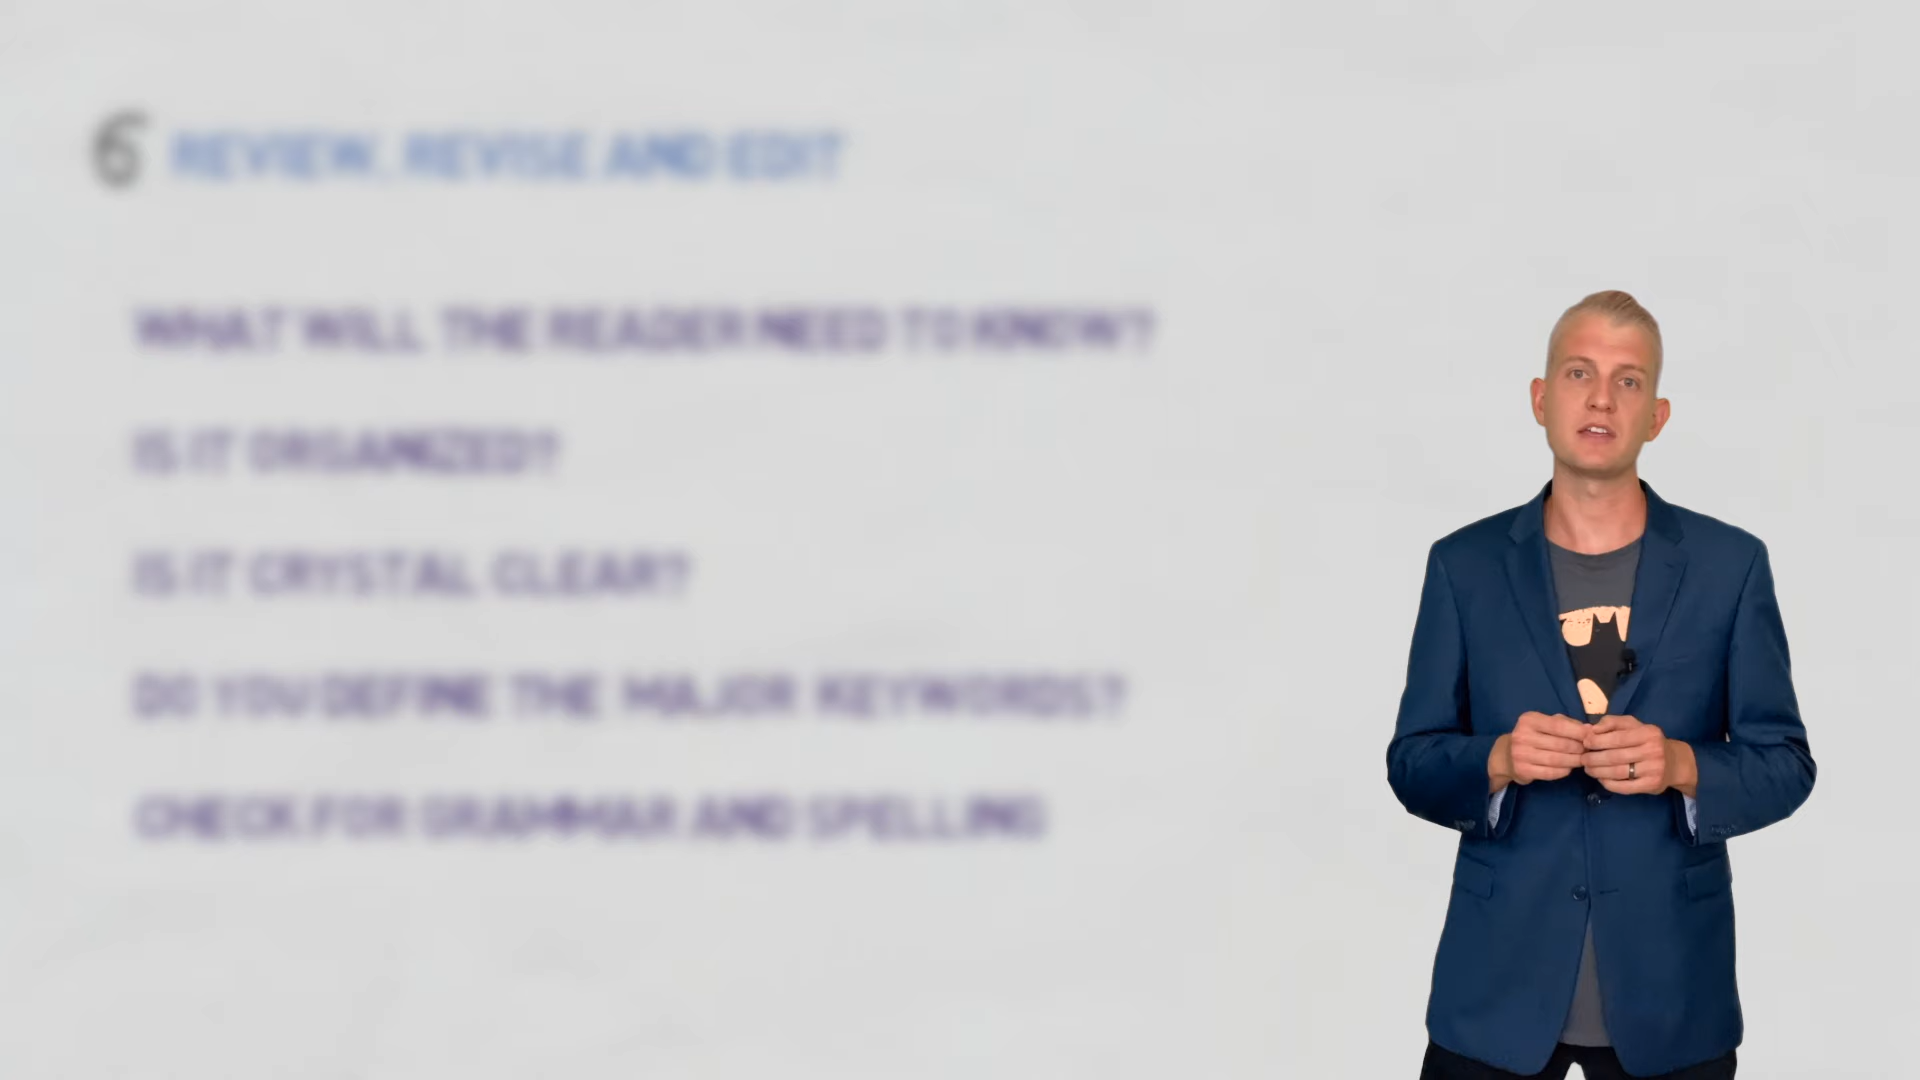 6 REVIEW, REVISE AND EDIT
WHAT WILL THE READER NEED TO KNOW?
IS IT ORGANIZED?
IS IT CRYSTAL CLEAR?
DO YOU DEFINE THE MAJOR KEYWORDS?
CHECK FOR GRAMMAR AND SPELLING